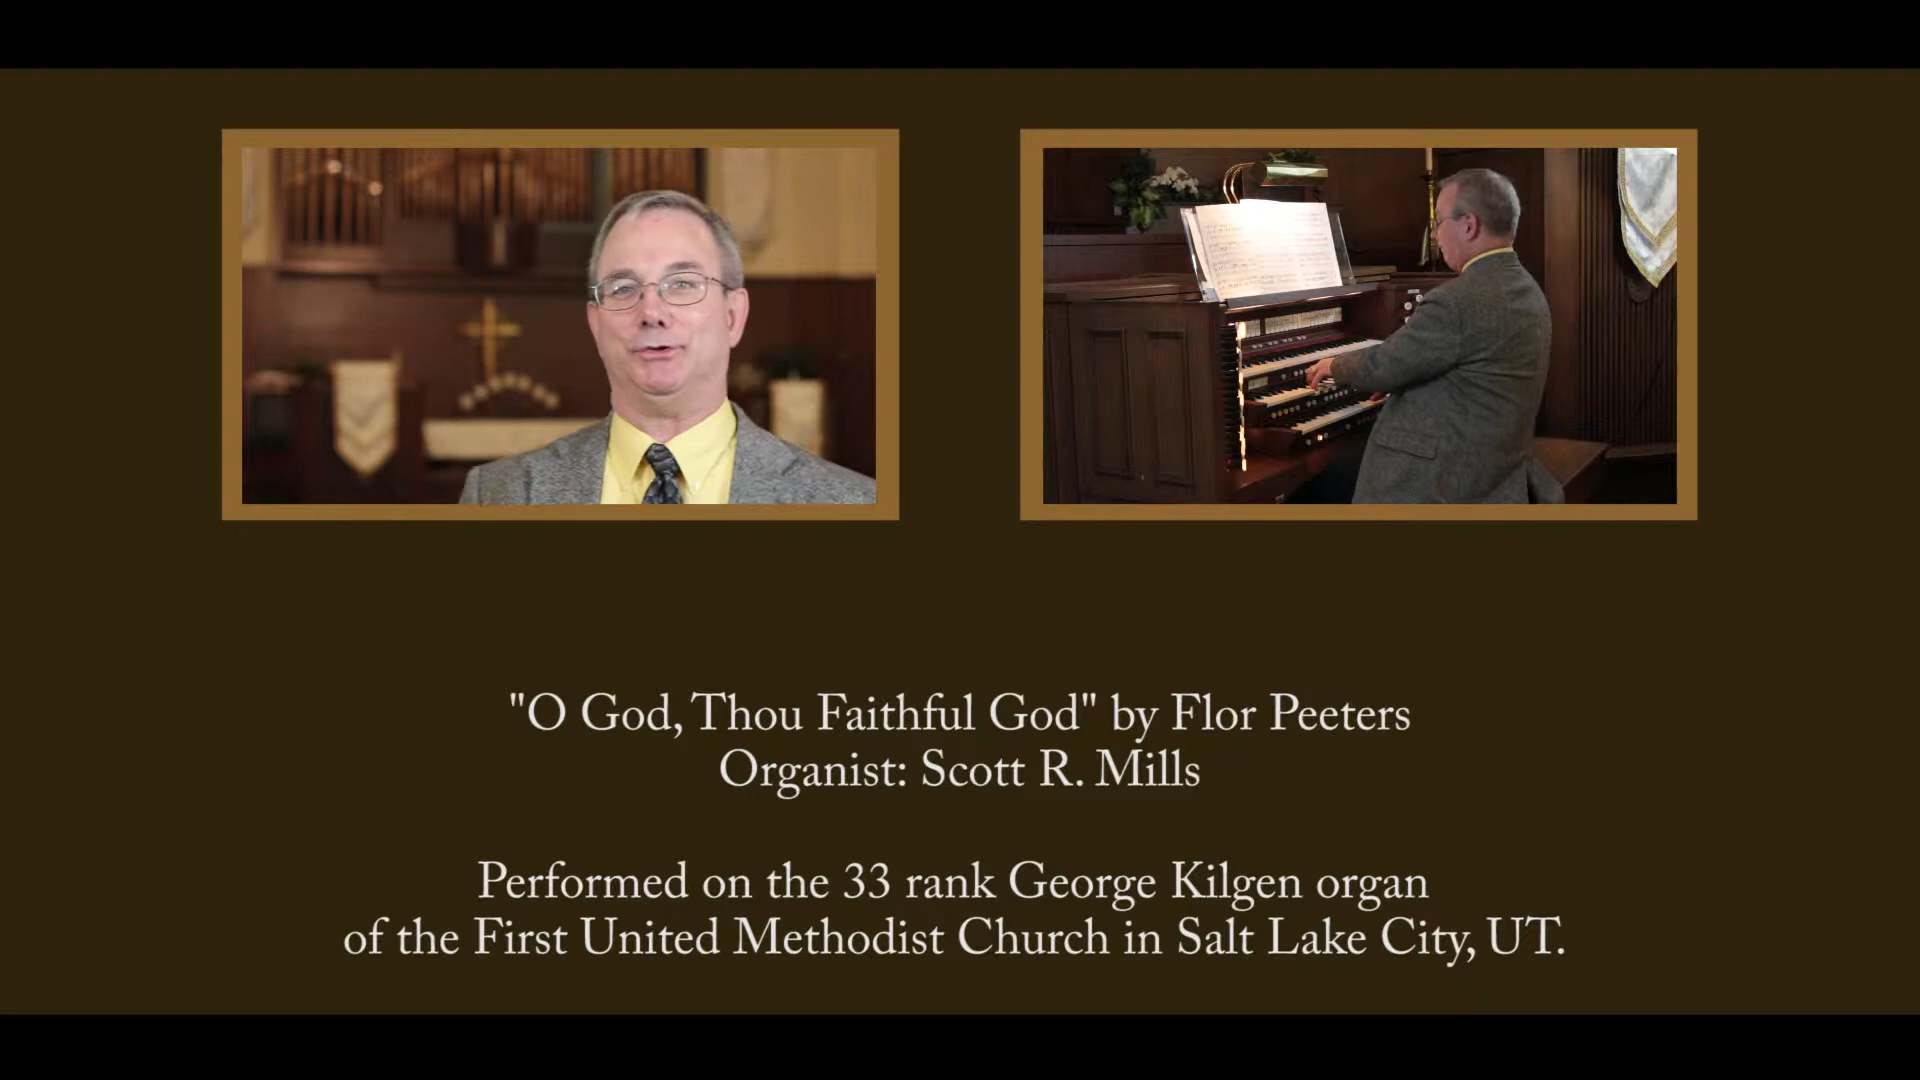 "O God, Thou Faithful God" by Flor Peeters
Organist: Scott R. Mills
Performed on the 33 rank George Kilgen organ
of the First United Methodist Church in Salt Lake City, UT.